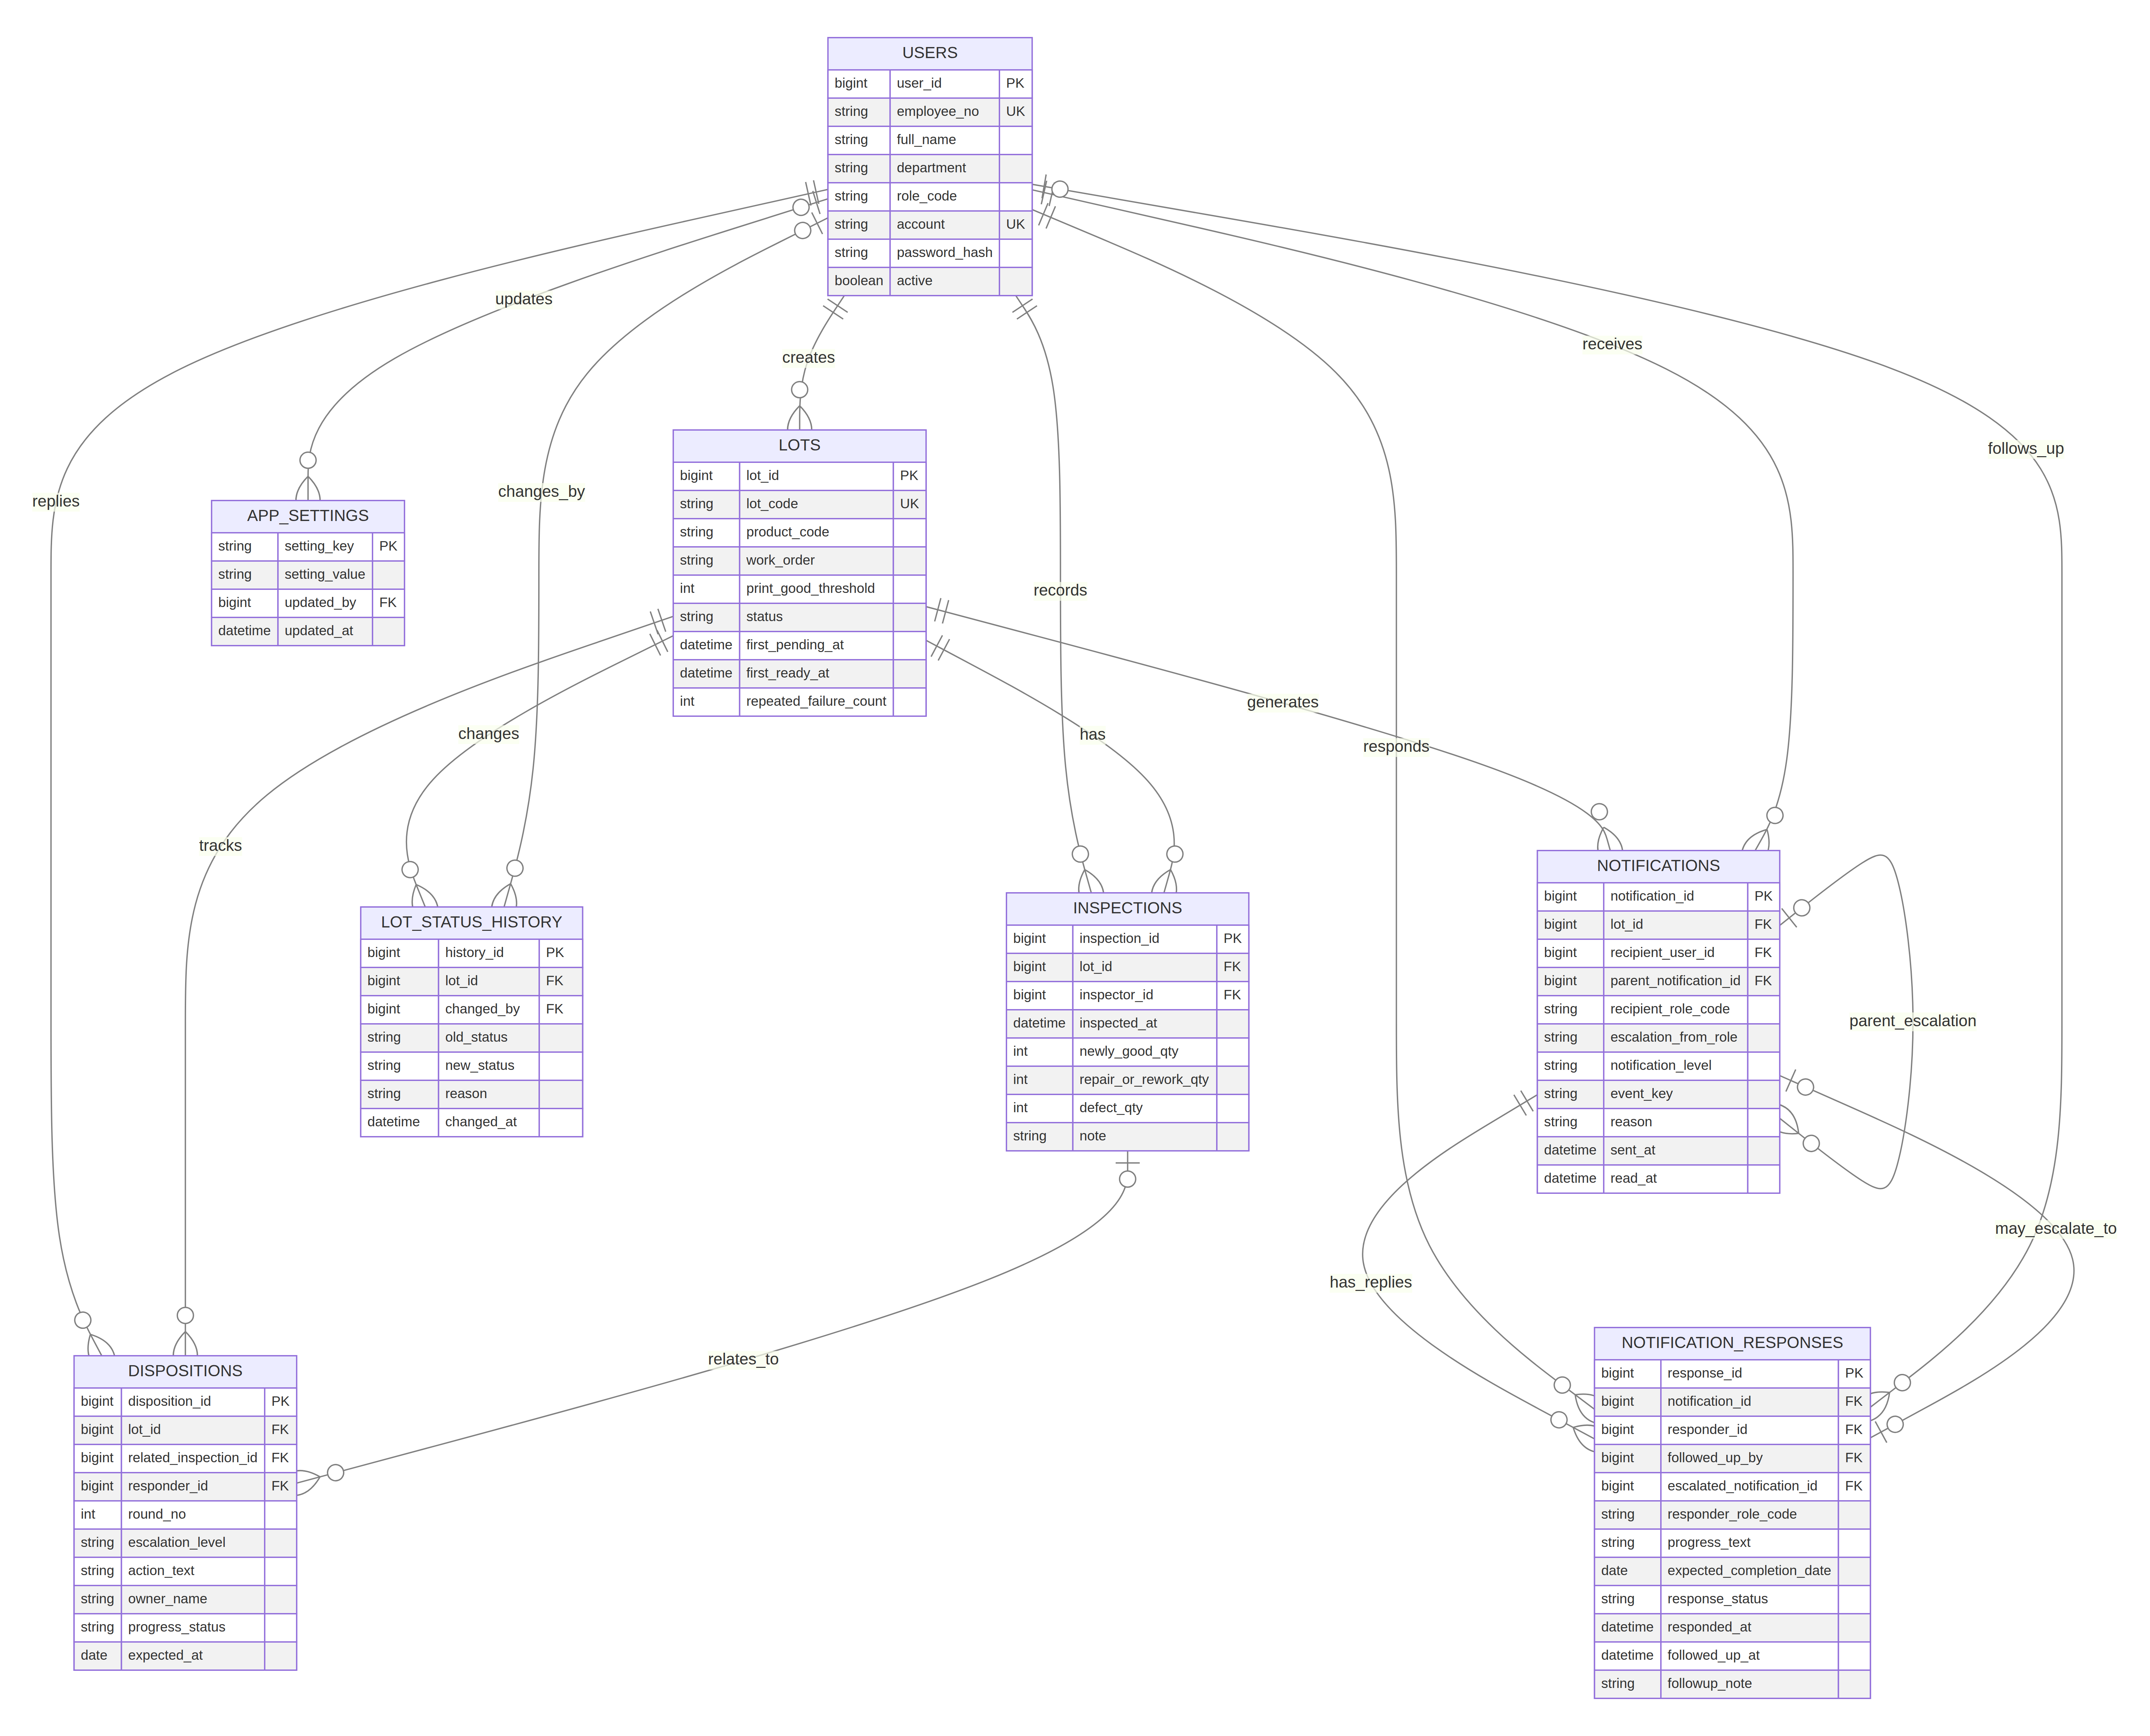 USERS
bigint user_id PK
string employee_no UK
string full_name
string department
string role_code
string account UK
string password_hash
boolean active
updates
receives
creates
follows_up
replies
changes_by
LOTS
bigint lot_id PK
string lot_code UK
string product_code
string work_order
int print_good_threshold
string status
datetime first_pending_at
datetime first_ready_at
int repeated_failure_count
APP_SETTINGS
string setting_key PK
string setting_value
bigint updated_by FK
datetime updated_at
records
generates
changes
has
responds
tracks
LOT_STATUS_HISTORY
bigint history_id PK
bigint lot_id FK
bigint changed_by FK
string old_status
string new_status
string reason
datetime changed_at
INSPECTIONS
bigint inspection_id PK
bigint lot_id FK
bigint inspector_id FK
datetime inspected_at
int newly_good_qty
int repair_or_rework_qty
int defect_qty
string note
NOTIFICATIONS
bigint notification_id PK
bigint lot_id FK
bigint recipient_user_id FK
bigint parent_notification_id FK
string recipient_role_code
string escalation_from_role
string notification_level
string event_key
string reason
datetime sent_at
datetime read_at
parent_escalation
may_escalate_to
has_replies
relates_to
DISPOSITIONS
bigint disposition_id PK
bigint lot_id FK
bigint related_inspection_id FK
bigint responder_id FK
int round_no
string escalation_level
string action_text
string owner_name
string progress_status
date expected_at
NOTIFICATION_RESPONSES
bigint response_id PK
bigint notification_id FK
bigint responder_id FK
bigint followed_up_by FK
bigint escalated_notification_id FK
string responder_role_code
string progress_text
date expected_completion_date
string response_status
datetime responded_at
datetime followed_up_at
string followup_note